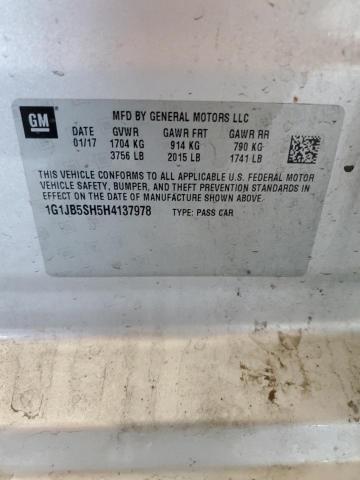 GM
MFD BY GENERAL MOTORS LLC
DATE GVWR GAWR FRT GAWR RR
01/17 1704 KG 914 KG 790 KG
3756 LB 2015 LB 1741 LB
THIS VEHICLE CONFORMS TO ALL APPLICABLE U.S. FEDERAL MOTOR
VEHICLE SAFETY, BUMPER, AND THEFT PREVENTION STANDARDS IN
EFFECT ON THE DATE OF MANUFACTURE SHOWN ABOVE.
1G1JB5SH5H4137978 TYPE: PASS CAR